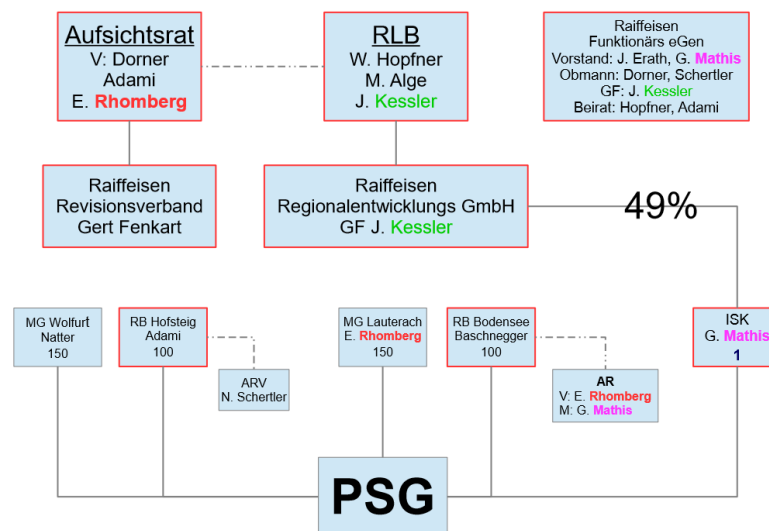 Aufsichtsrat
V: Dorner
Adami
E. Rhomberg
RLB
W. Hopfner
M. Alge
J. Kessler
Raiffeisen
Funktionärs eGen
Vorstand: J. Erath, G. Mathis
Obmann: Dorner, Schertler
GF: J. Kessler
Beirat: Hopfner, Adami
Raiffeisen
Revisionsverband
Gert Fenkart
Raiffeisen
Regionalentwicklungs GmbH
GF J. Kessler
49%
MG Wolfurt
Natter
150
RB Hofsteig
Adami
100
MG Lauterach
E. Rhomberg
150
RB Bodensee
Baschnegger
100
ISK
G. Mathis
1
ARV
N. Schertler
AR
V: E. Rhomberg
M: G. Mathis
PSG